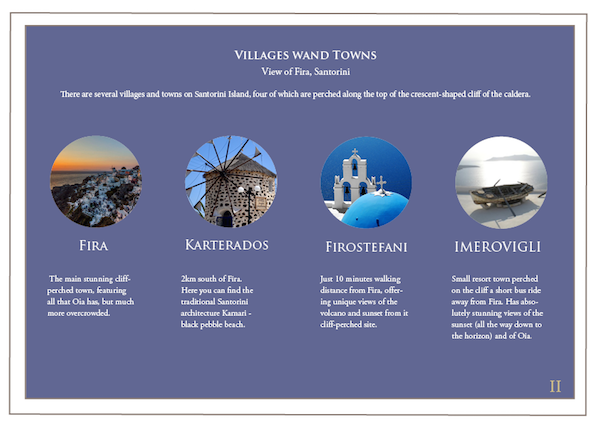 Villages wand Towns
View of Fira, Santorini
There are several villages and towns on Santorini Island, four of which are perched along the top of the crescent-shaped cliff of the caldera.
Fira
The main stunning cliff-
perched town, featuring
all that Oia has, but much
more overcrowded.
Karterados
2km south of Fira.
Here you can find the
traditional Santorini
architecture Kamari -
black pebble beach.
Firostefani
Just 10 minutes walking
distance from Fira, offer-
ing unique views of the
volcano and sunset from it
cliff-perched site.
IMEROVIGLI
Small resort town perched
on the cliff a short bus ride
away from Fira. Has abso-
lutely stunning views of the
sunset (all the way down to
the horizon) and of Oia.
II